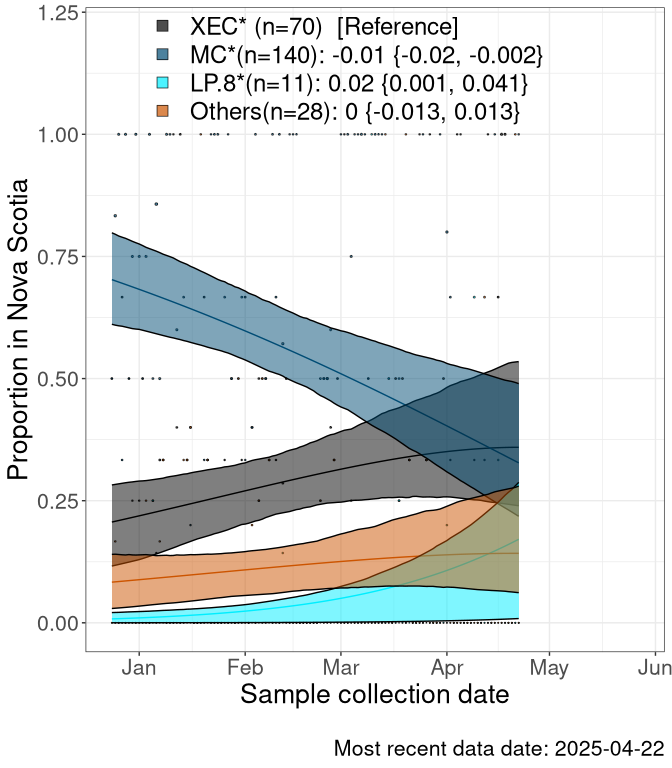 XEC* (n=70) [Reference]
MC*(n=140): -0.01 {-0.02, -0.002}
LP.8*(n=11): 0.02 {0.001, 0.041}
Others(n=28): 0 {-0.013, 0.013}
Proportion in Nova Scotia
1.25
1.00
0.75
0.50
0.25
0.00
Jan Feb Mar Apr May Jun
Sample collection date
Most recent data date: 2025-04-22